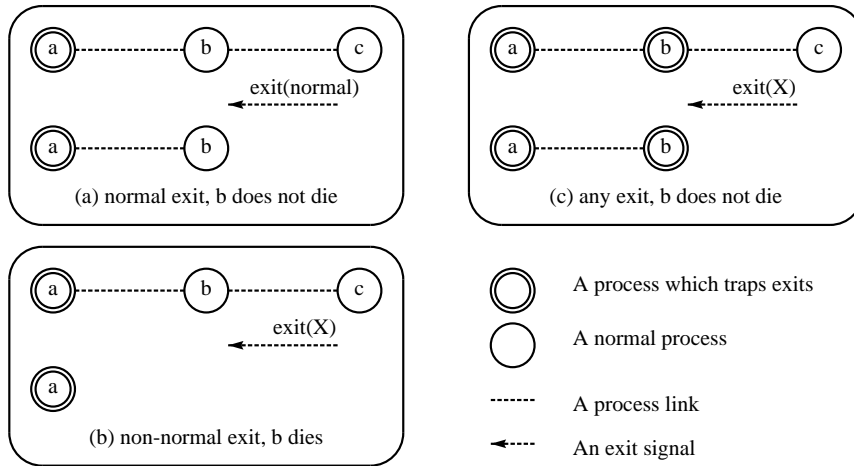 a b c
exit(normal)
a b
(a) normal exit, b does not die
a b c
exit(X)
a b
(c) any exit, b does not die
a b c
exit(X)
a
(b) non-normal exit, b dies
A process which traps exits
A normal process
A process link
An exit signal